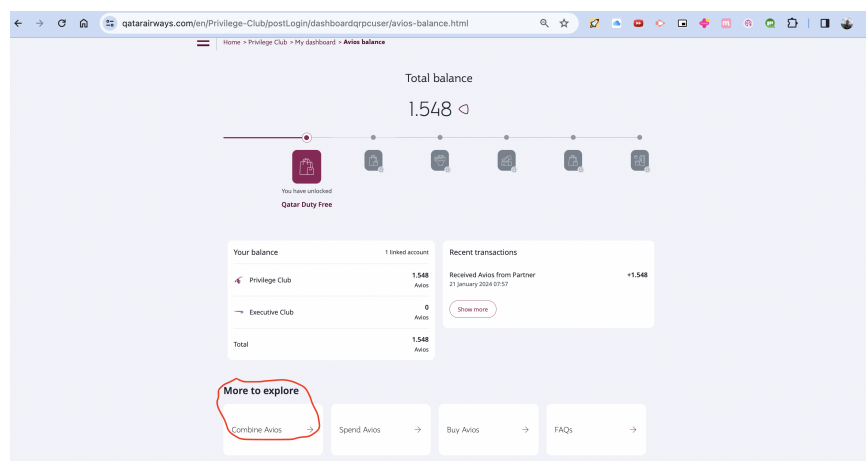 qatarairways.com/en/Privilege-Club/postLogin/dashboardqrpcuser/avios-balance.html
Home > Privilege Club > My dashboard > Avios balance
Total balance
1.548
You have unlocked
Qatar Duty Free
Your balance 1 linked account
Privilege Club 1.548
Avios
Executive Club 0
Avios
Total 1.548
Avios
Recent transactions
Received Avios from Partner +1.548
21 January 2024 07:57
Show more
More to explore
Combine Avios → Spend Avios → Buy Avios → FAQs →